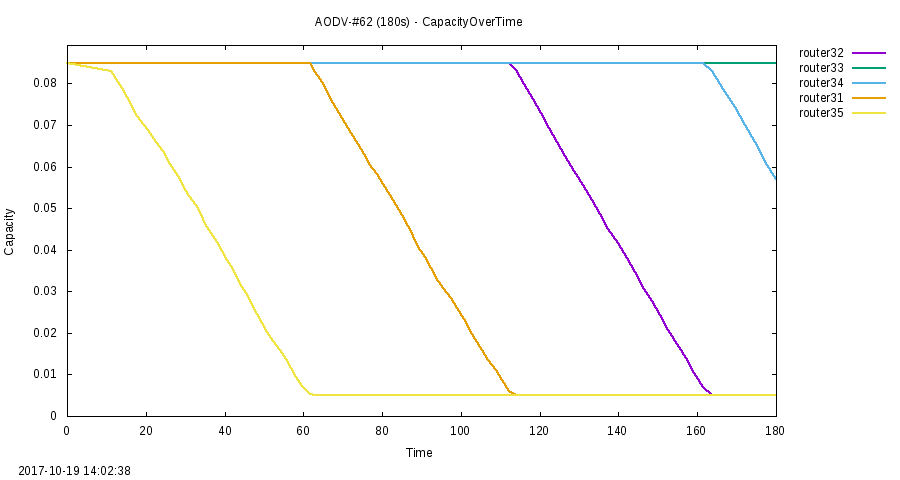 AODV-#62 (180s) - CapacityOverTime
router32
router33
router34
router31
router35
0.08
0.07
0.06
0.05
0.04
0.03
0.02
0.01
0
Capacity
0 20 40 60 80 100 120 140 160 180
Time
2017-10-19 14:02:38